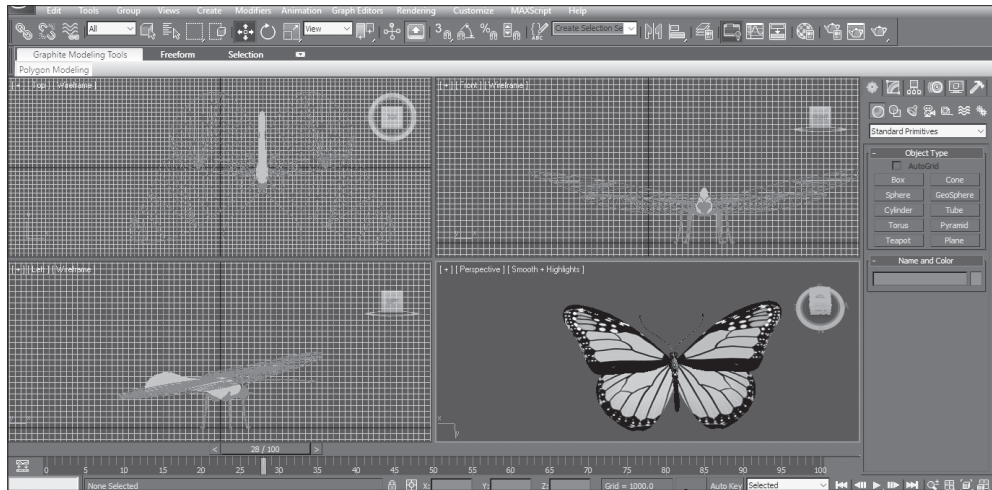 Edit Tools Group Views Create Modifiers Animation Graph Editors Rendering Customize MAXScript Help
All View 3 % ABC Create Selection Se
Graphite Modeling Tools Freeform Selection
Polygon Modeling
[ + ] [ Top ] [ Wireframe ]
[ + ] [ Front ] [ Wireframe ]
Standard Primitives
- Object Type
AutoGrid
Box Cone
Sphere GeoSphere
Cylinder Tube
Torus Pyramid
Teapot Plane
- Name and Color
[ + ] [ Left ] [ Wireframe
[ + ] [ Perspective ] [ Smooth + Highlights ]
x
y
< 28 / 100 >
0 5 10 15 20 25 30 35 40 45 50 55 60 65 70 75 80 85 90 95 100
None Selected X: Y: Z: Grid = 1000.0 Auto Key Selected